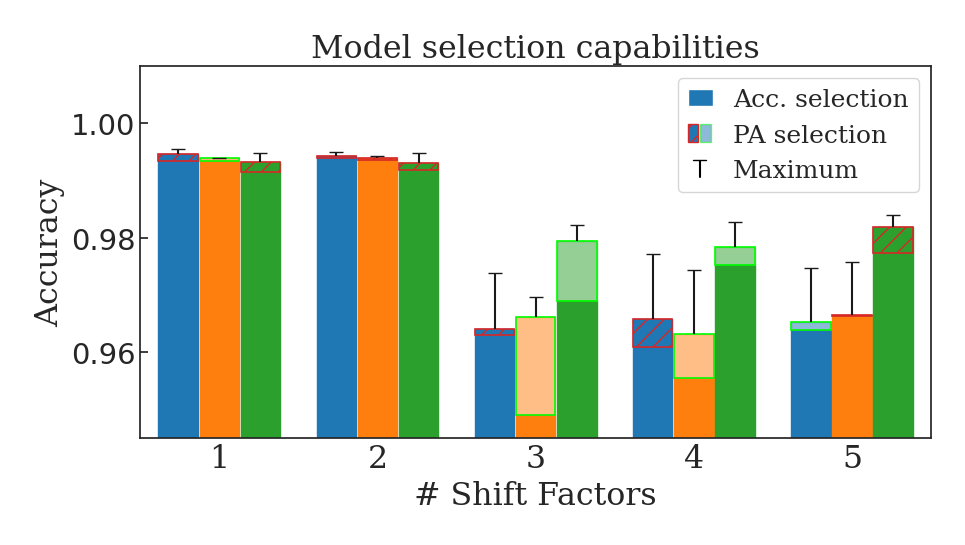 Model selection capabilities
Acc. selection
PA selection
Maximum
1.00
0.98
0.96
Accuracy
1 2 3 4 5
# Shift Factors